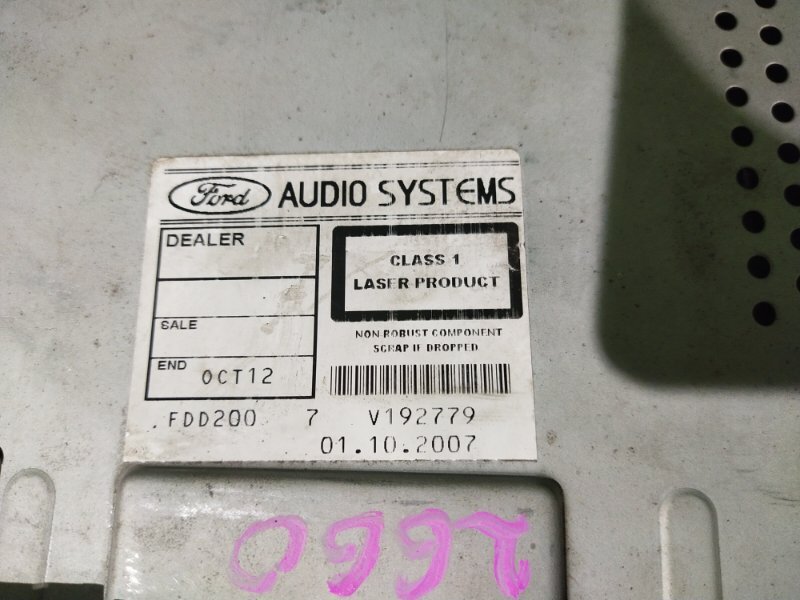 Ford AUDIO SYSTEMS
DEALER
SALE
END OCT12
CLASS 1
LASER PRODUCT
NON-ROBUST COMPONENT
SCRAP IF DROPPED
.FDD200 7 V192779
01.10.2007